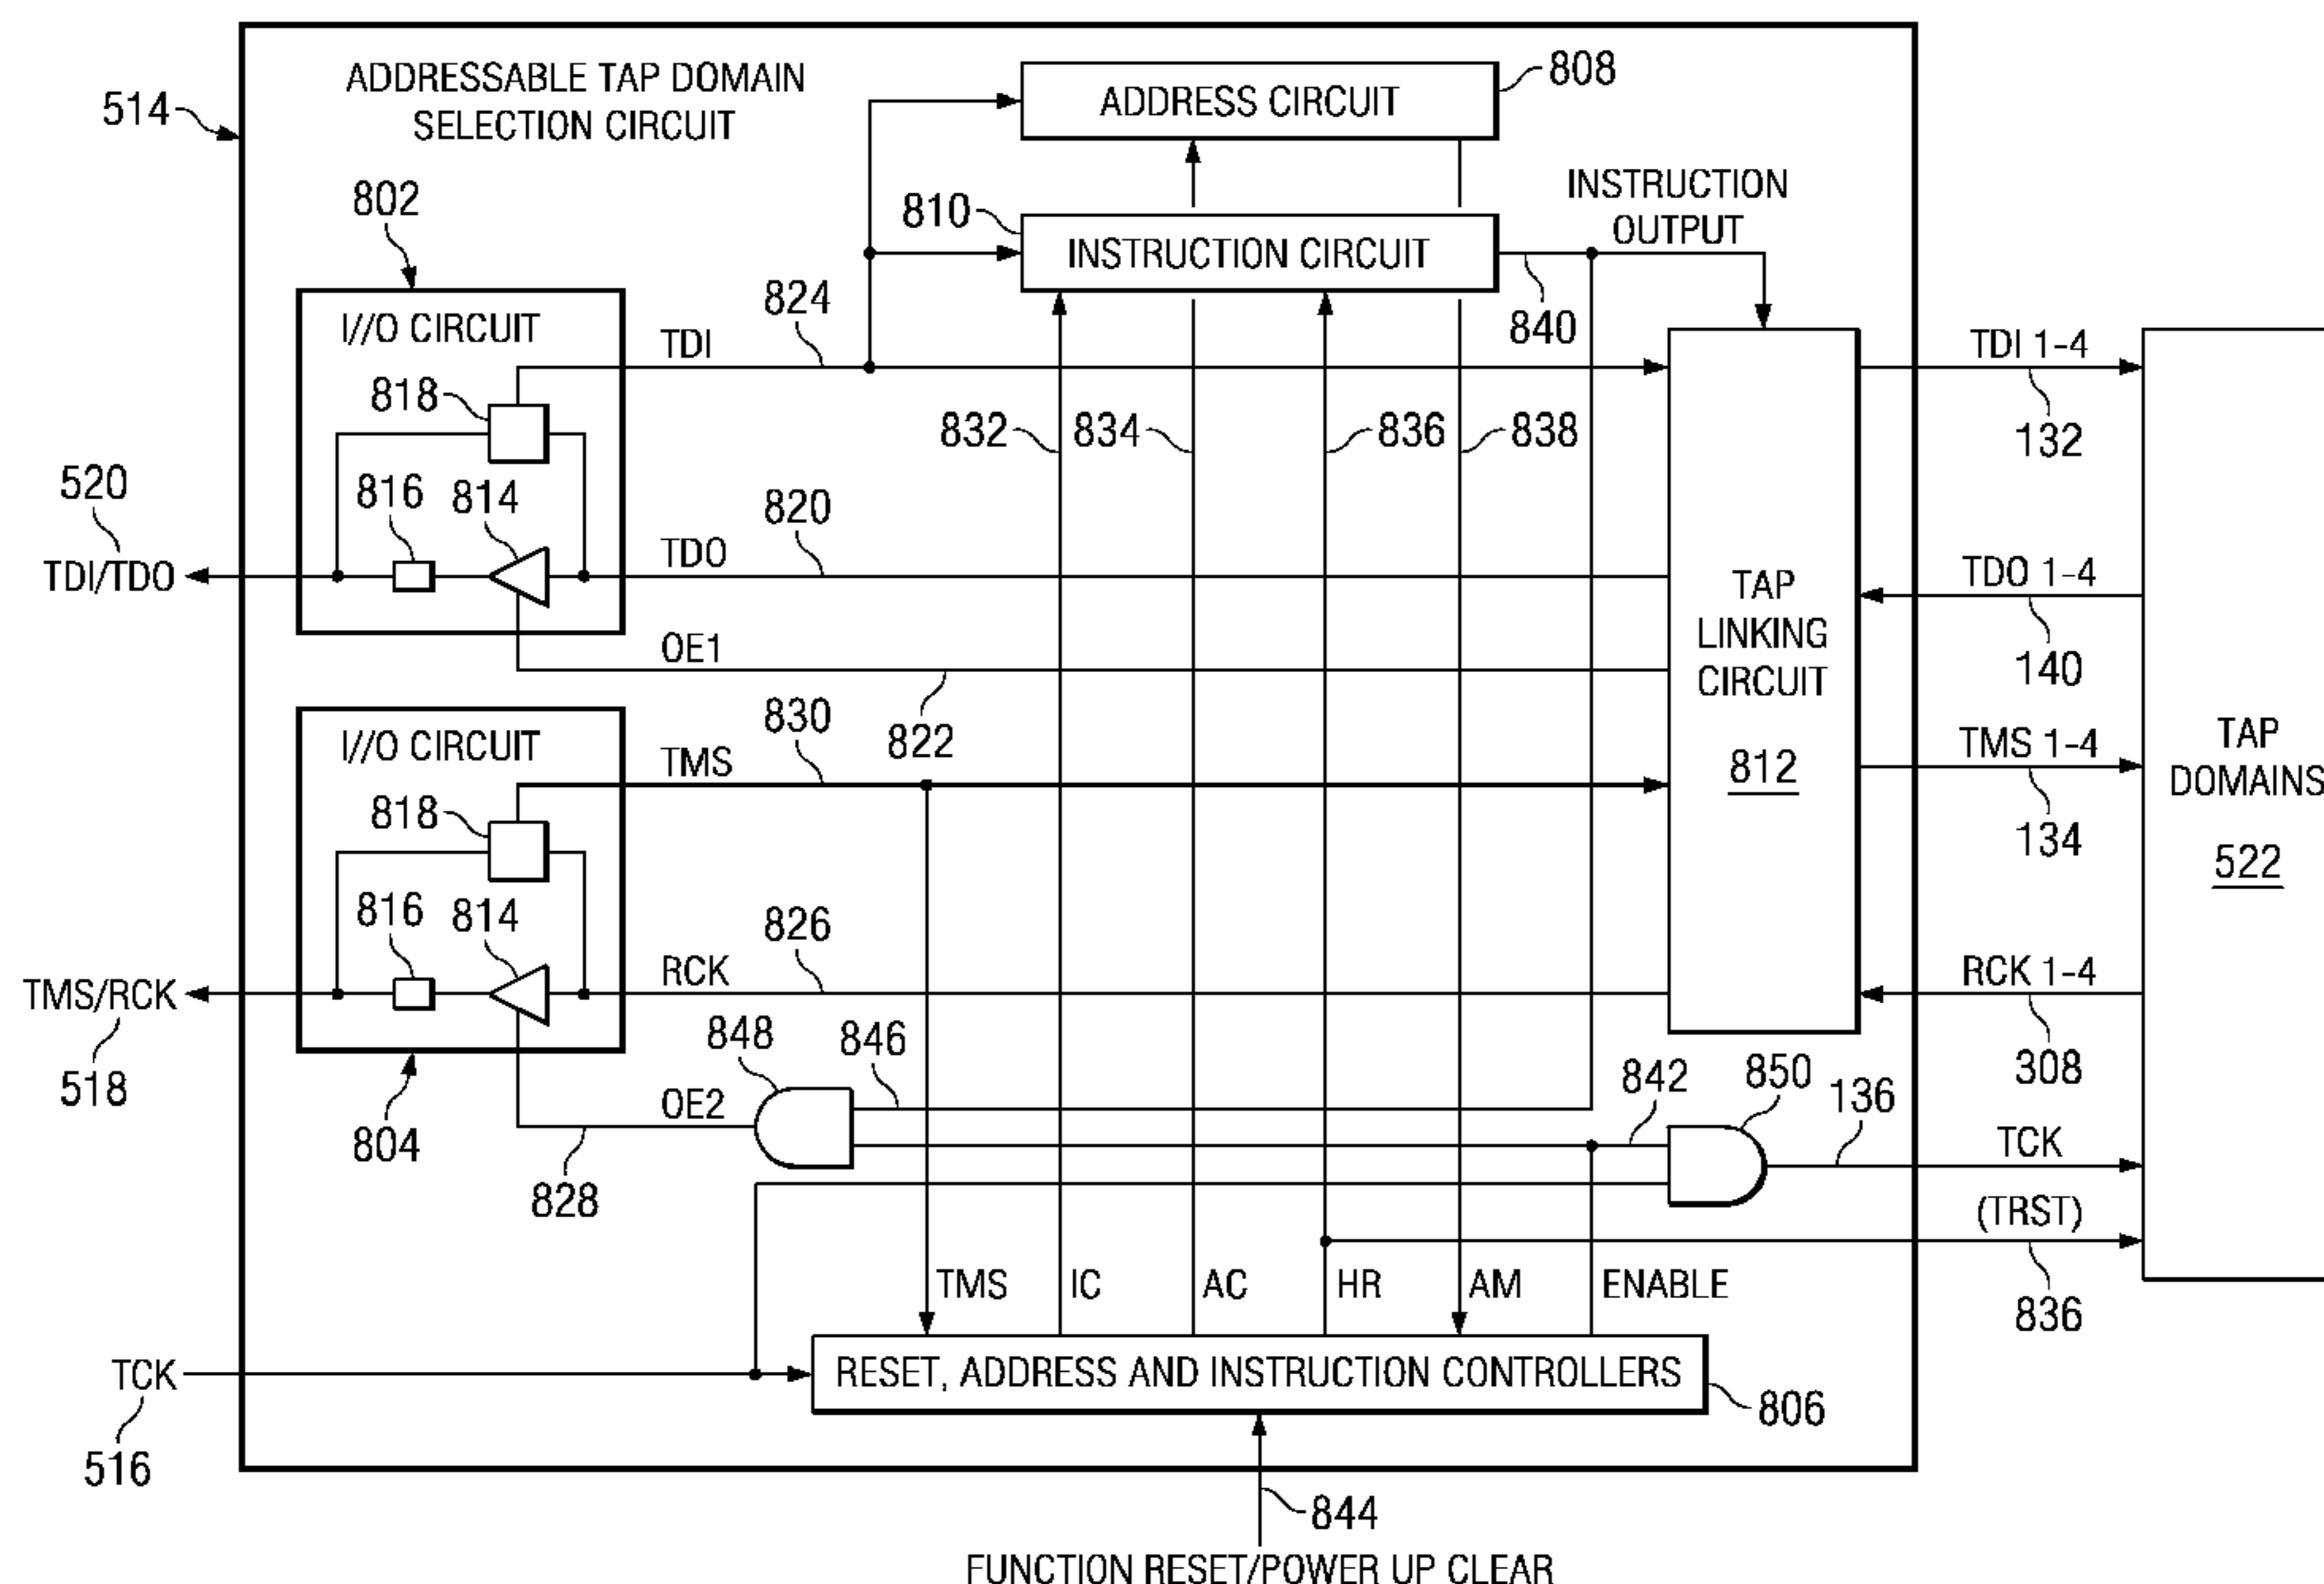 ADDRESSABLE TAP DOMAIN
SELECTION CIRCUIT
514
808
ADDRESS CIRCUIT
802
810
INSTRUCTION CIRCUIT
INSTRUCTION
OUTPUT
840
I//O CIRCUIT
824
TDI
818
832
834
836
838
TDI 1-4
132
520
816
814
820
TDO
TDI/TDO
TDO 1-4
140
OE1
822
TAP
LINKING
CIRCUIT
812
I//O CIRCUIT
830
TMS
818
TMS 1-4
134
TAP
DOMAINS
522
816
814
826
RCK
TMS/RCK
518
RCK 1-4
308
804
848
846
842
850
136
OE2
828
TCK
(TRST)
836
TMS
IC
AC
HR
AM
ENABLE
TCK
516
RESET, ADDRESS AND INSTRUCTION CONTROLLERS
806
844
FUNCTION RESET/POWER UP CLEAR